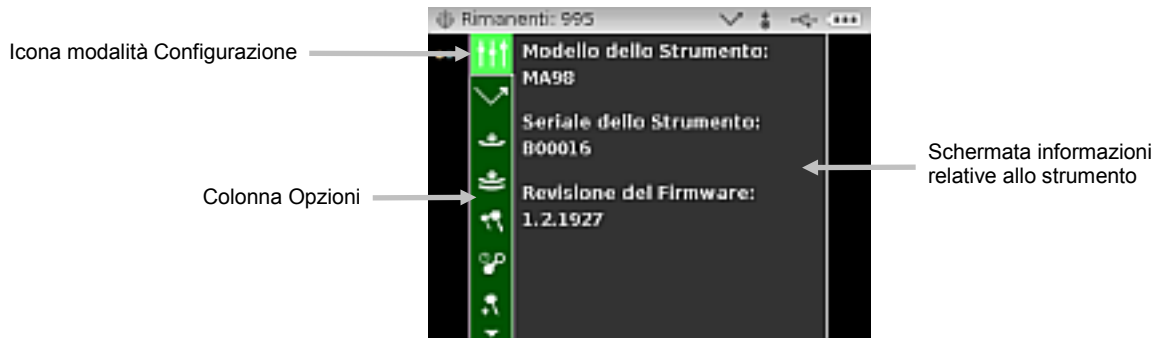 Rimanenti: 995
Icona modalità Configurazione
Modello dello Strumento:
MA98
Seriale dello Strumento:
B00016
Schermata informazioni
relative allo strumento
Colonna Opzioni
Revisione del Firmware:
1.2.1927